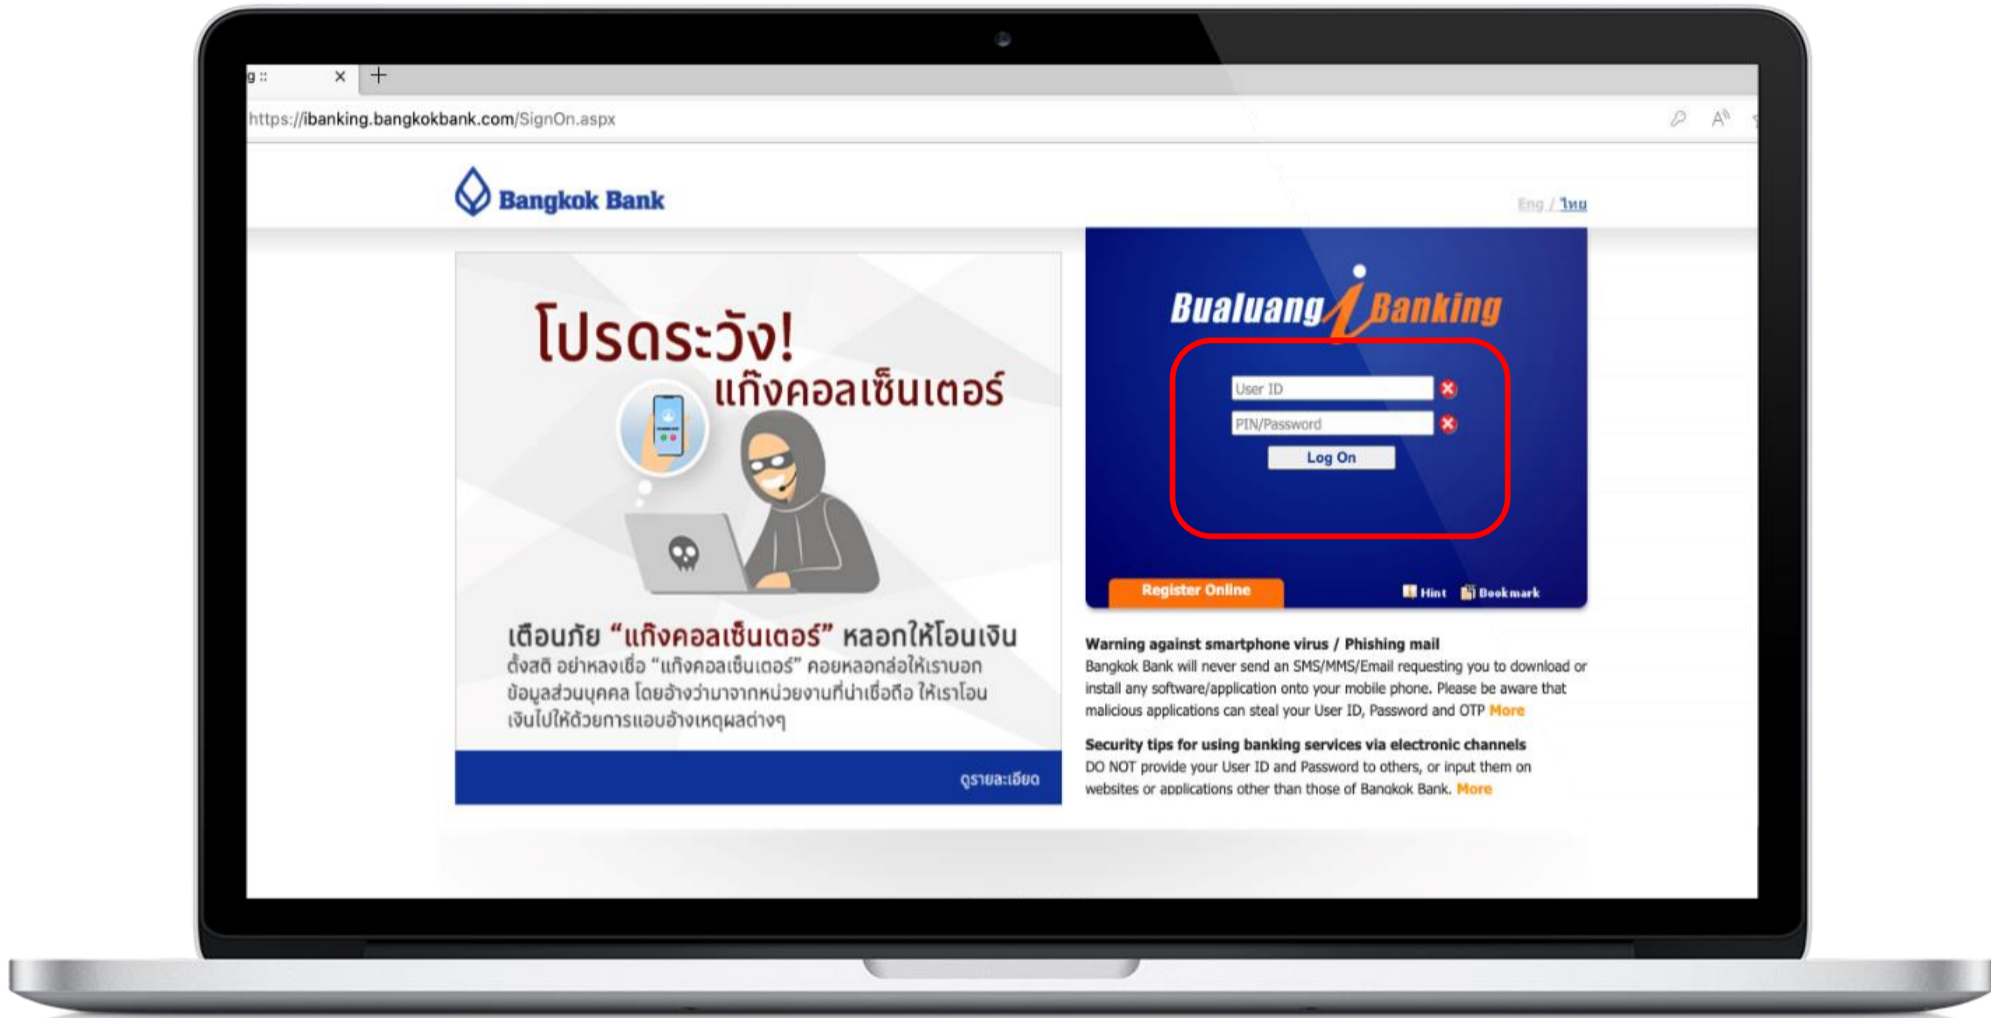 g ::
https://ibanking.bangkokbank.com/SignOn.aspx
Bangkok Bank
Eng / ไทย
โปรดระวัง!
แก๊งคอลเซ็นเตอร์
เตือนภัย “แก๊งคอลเซ็นเตอร์” หลอกให้โอนเงิน
ตั้งสติ อย่าหลงเชื่อ “แก๊งคอลเซ็นเตอร์” คอยหลอกล่อให้เราบอก
ข้อมูลส่วนบุคคล โดยอ้างว่ามาจากหน่วยงานที่น่าเชื่อถือ ให้เราโอน
เงินไปให้ด้วยการแอบอ้างเหตุผลต่างๆ
ดูรายละเอียด
Bualuang i Banking
User ID
PIN/Password
Log On
Register Online
Hint
Bookmark
Warning against smartphone virus / Phishing mail
Bangkok Bank will never send an SMS/MMS/Email requesting you to download or
install any software/application onto your mobile phone. Please be aware that
malicious applications can steal your User ID, Password and OTP More
Security tips for using banking services via electronic channels
DO NOT provide your User ID and Password to others, or input them on
websites or applications other than those of Bangkok Bank. More